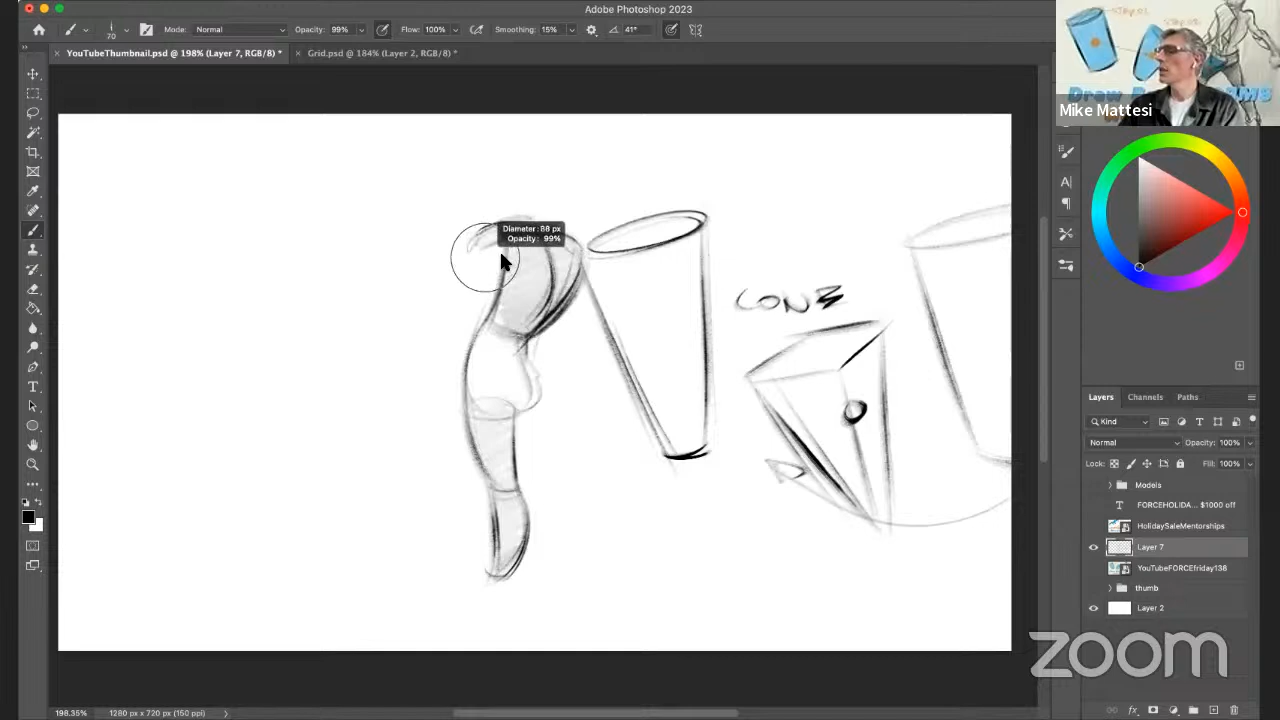 Adobe Photoshop 2023
70 Mode: Normal Opacity: 99% Flow: 100% Smoothing: 15% 41°
YouTubeThumbnail.psd @ 198% (Layer 7, RGB/8) * Grid.psd @ 184% (Layer 2, RGB/8) *
Mike Mattesi
Diameter: 88 px
Opacity: 99%
CONE
Layers Channels Paths
Kind
Normal Opacity: 100%
Lock: Fill: 100%
Models
FORCEHOLIDA... $1000 off
HolidaySaleMentorships
Layer 7
YouTubeFORCEfriday138
thumb
Layer 2
zoom
198.35% 1280 px x 720 px (150 ppi)